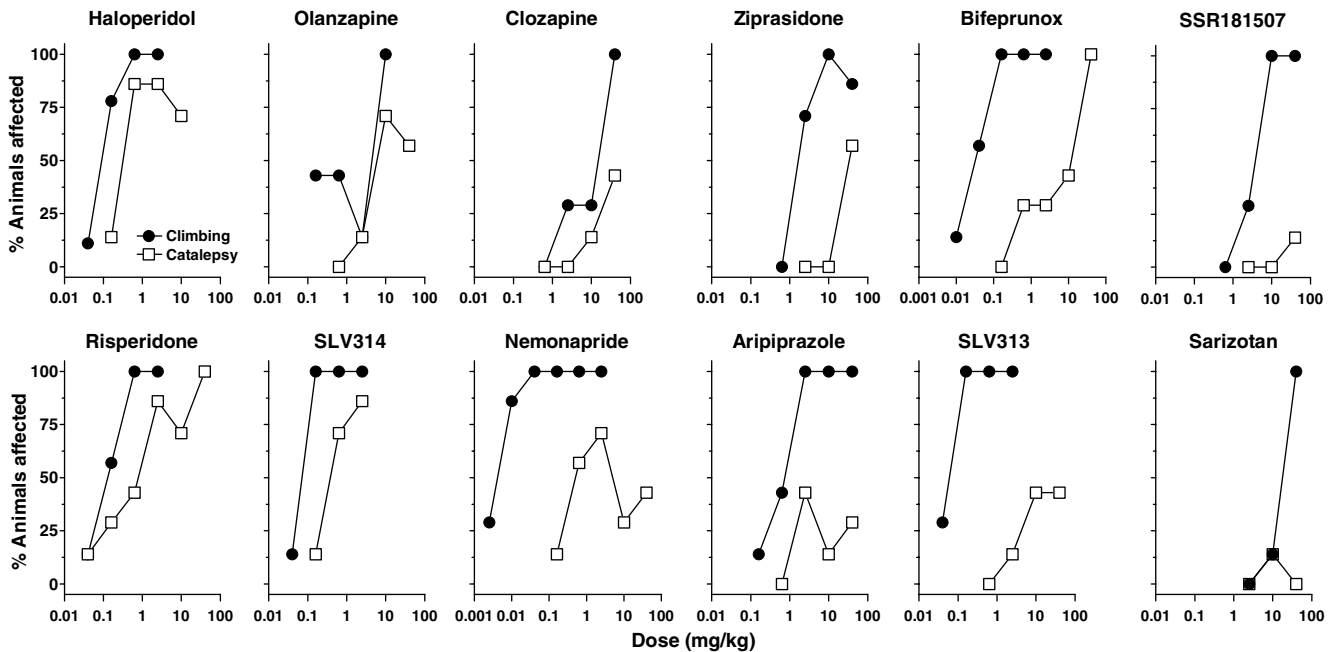 Haloperidol Olanzapine Clozapine Ziprasidone Bifeprunox SSR181507
% Animals affected
100
75
50
25
0
Climbing
Catalepsy
0.01 0.1 1 10 100 0.01 0.1 1 10 100 0.01 0.1 1 10 100 0.01 0.1 1 10 100 0.001 0.01 0.1 1 10 100 0.01 0.1 1 10 100
Risperidone SLV314 Nemonapride Aripiprazole SLV313 Sarizotan
% Animals affected
100
75
50
25
0
0.01 0.1 1 10 100 0.01 0.1 1 10 100 0.001 0.01 0.1 1 10 100 0.01 0.1 1 10 100 0.01 0.1 1 10 100 0.01 0.1 1 10 100
Dose (mg/kg)